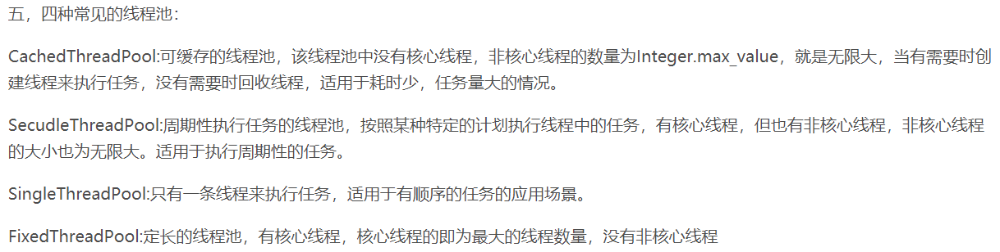 五，四种常见的线程池：
CachedThreadPool:可缓存的线程池，该线程池中没有核心线程，非核心线程的数量为Integer.max_value，就是无限大，当有需要时创
建线程来执行任务，没有需要时回收线程，适用于耗时少，任务量大的情况。
SecudleThreadPool:周期性执行任务的线程池，按照某种特定的计划执行线程中的任务，有核心线程，但也有非核心线程，非核心线程
的大小也为无限大。适用于执行周期性的任务。
SingleThreadPool:只有一条线程来执行任务，适用于有顺序的任务的应用场景。
FixedThreadPool:定长的线程池，有核心线程，核心线程的即为最大的线程数量，没有非核心线程